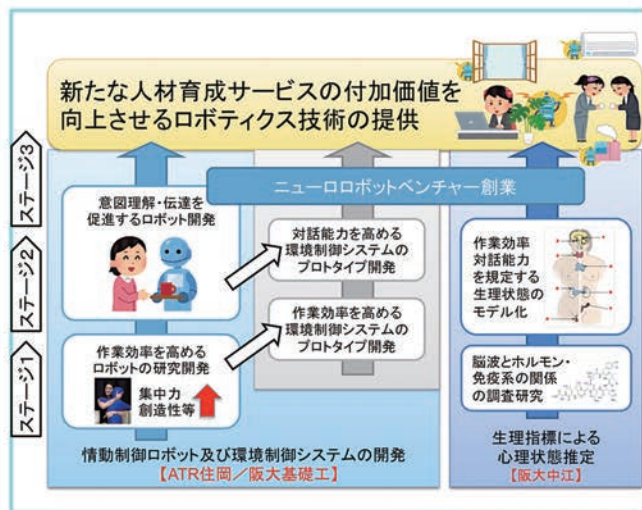 新たな人材育成サービスの付加価値を
向上させるロボティクス技術の提供
ステージ3
ステージ2
ステージ1
ニューロロボットベンチャー創業
意図理解・伝達を
促進するロボット開発
対話能力を高める
環境制御システムの
プロトタイプ開発
作業効率
対話能力
を規定する
生理状態の
モデル化
作業効率を高める
環境制御システムの
プロトタイプ開発
作業効率を高める
ロボットの研究開発
集中力
創造性等
脳波とホルモン・
免疫系の関係
の調査研究
情動制御ロボット及び環境制御システムの開発
【ATR住岡／阪大基礎工】
生理指標による
心理状態推定
【阪大中江】